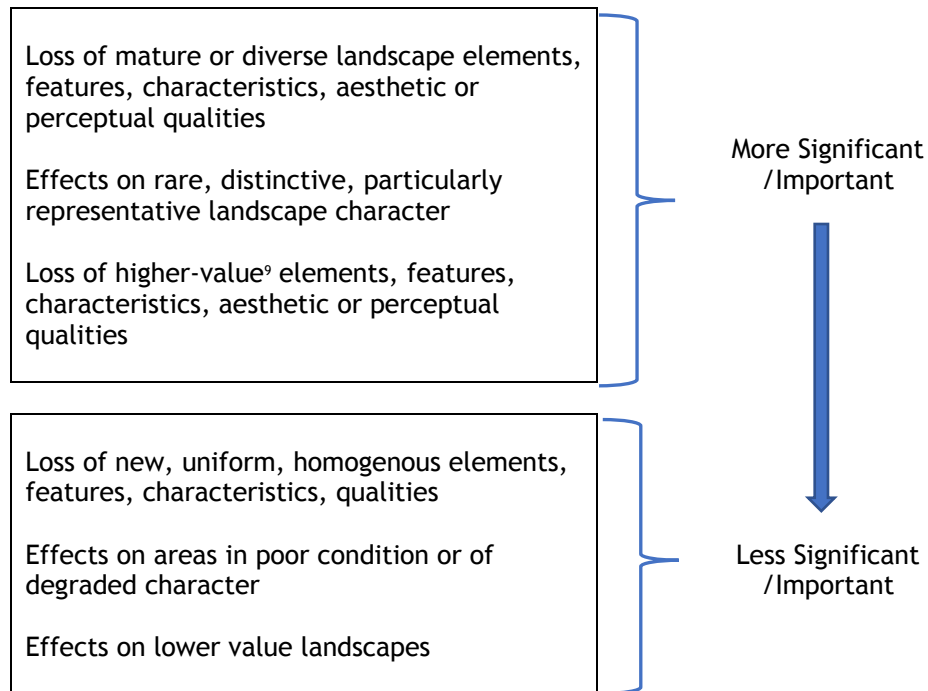 Loss of mature or diverse landscape elements,
features, characteristics, aesthetic or
perceptual qualities
Effects on rare, distinctive, particularly
representative landscape character
Loss of higher-value⁹ elements, features,
characteristics, aesthetic or perceptual
qualities
More Significant
/Important
Loss of new, uniform, homogenous elements,
features, characteristics, qualities
Effects on areas in poor condition or of
degraded character
Effects on lower value landscapes
Less Significant
/Important